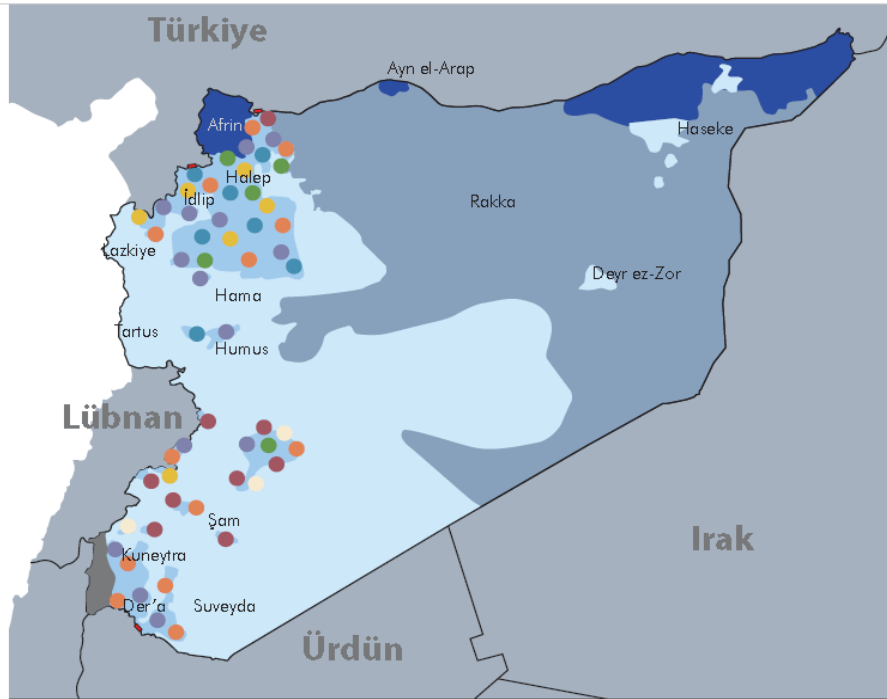 Türkiye
Ayn el-Arap
Afrin
Haseke
Halep
İdlip
Rakka
Lazkiye
Deyr ez-Zor
Hama
Tartus
Humus
Lübnan
Şam
Irak
Kuneytra
Der'a
Suveyda
Ürdün